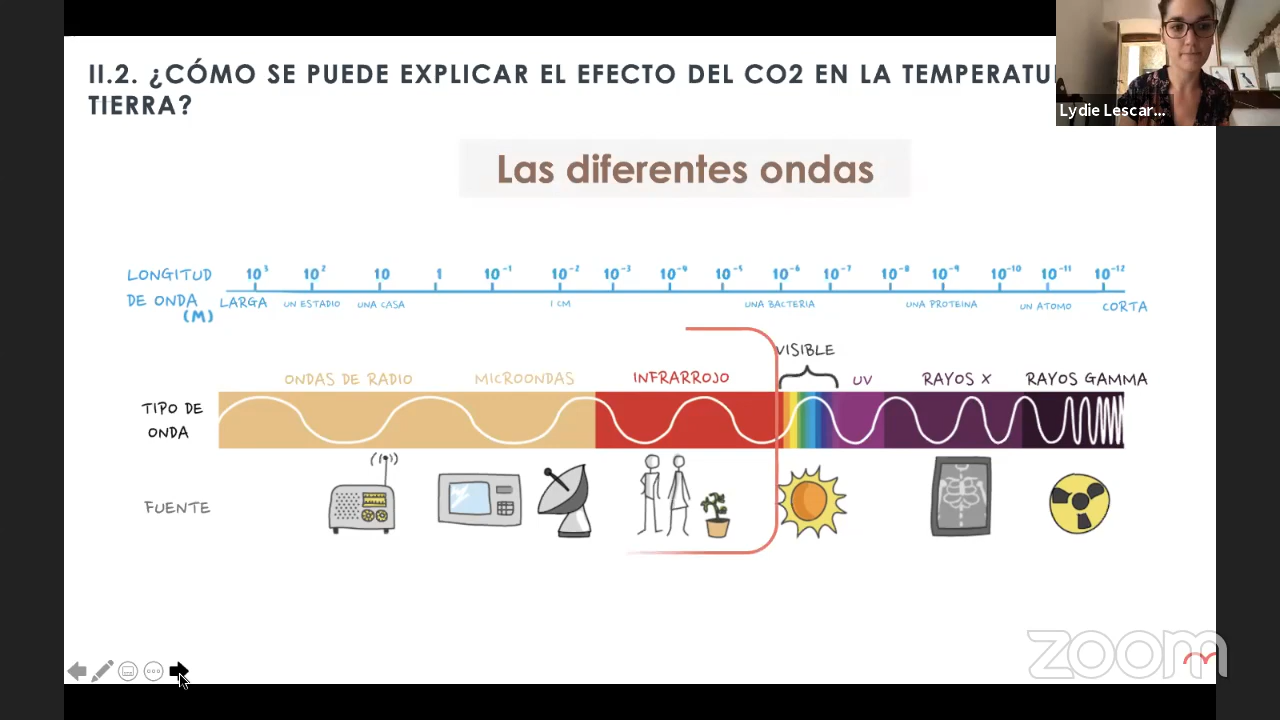 II.2. ¿CÓMO SE PUEDE EXPLICAR EL EFECTO DEL CO2 EN LA
TIERRA?
Lydie Lescar...
Las diferentes ondas
LONGITUD 10³ 10² 10 1 10⁻¹ 10⁻² 10⁻³ 10⁻⁴ 10⁻⁵ 10⁻⁶ 10⁻⁷ 10⁻⁸ 10⁻⁹ 10⁻¹⁰ 10⁻¹¹ 10⁻¹²
DE ONDA LARGA UN ESTADIO UNA CASA 1 CM UNA BACTERIA UNA PROTEINA UN ATOMO CORTA
(M)
VISIBLE
ONDAS DE RADIO MICROONDAS INFRARROJO UV RAYOS X RAYOS GAMMA
TIPO DE
ONDA
FUENTE
zoom